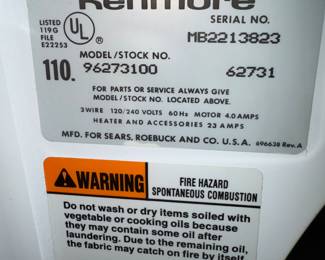 Kenmore
LISTED
119G
FILE
E22253
UL
SERIAL NO.
MB2213823
MODEL/STOCK NO.
110. 96273100 62731
FOR PARTS OR SERVICE ALWAYS GIVE
MODEL/STOCK NO. LOCATED ABOVE.
3WIRE 120/240 VOLTS 60Hz MOTOR 4.0AMPS
HEATER AND ACCESSORIES 23 AMPS
MFD. FOR SEARS, ROEBUCK AND CO. U.S.A. 696638 Rev.A
WARNING
FIRE HAZARD
SPONTANEOUS COMBUSTION
Do not wash or dry items soiled with
vegetable or cooking oils because
they may contain some oil after
laundering. Due to the remaining oil,
the fabric may catch on fire by itself